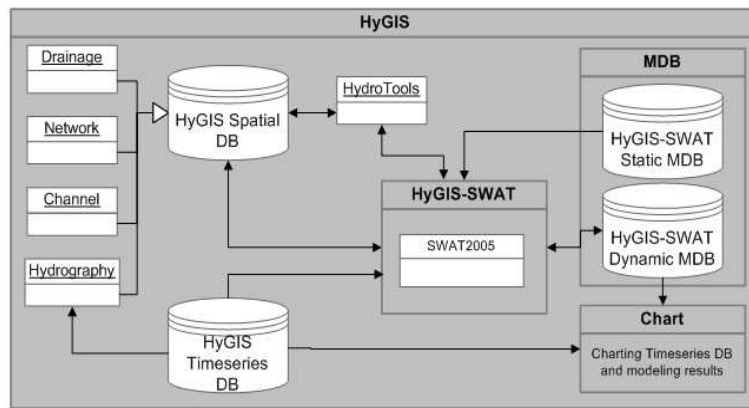 HyGIS
Drainage
Network
Channel
Hydrography
HyGIS Spatial
DB
HydroTools
MDB
HyGIS-SWAT
Static MDB
HyGIS-SWAT
Dynamic MDB
HyGIS-SWAT
SWAT2005
HyGIS
Timeseries
DB
Chart
Charting Timeseries DB
and modeling results